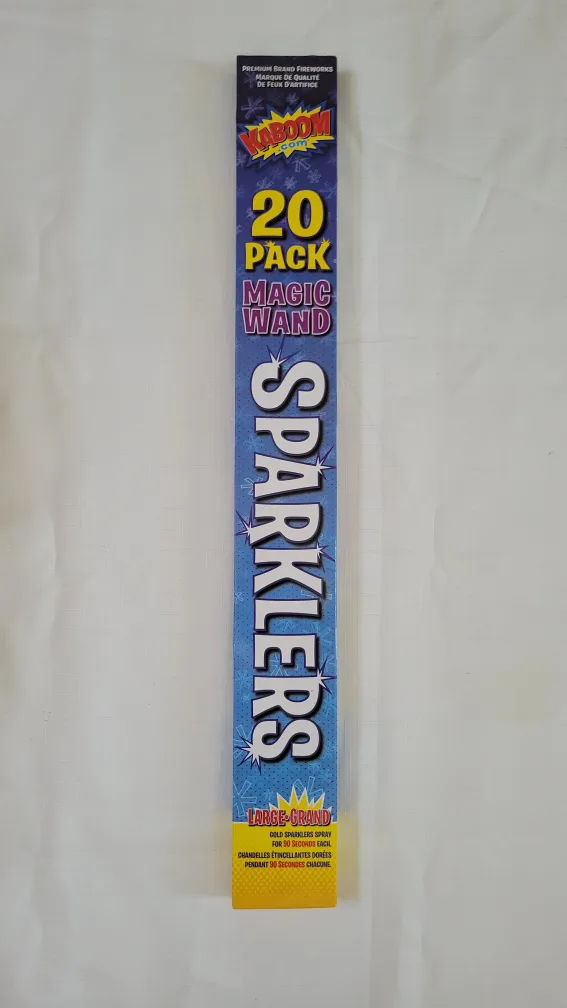 PREMIUM BRAND FIREWORKS
MARQUE DE QUALITÉ
DE FEUX D'ARTIFICE
KABOOM
.com
20
PACK
MAGIC
WAND
SPARKLERS
LARGE-GRAND
GOLD SPARKLERS SPRAY
FOR 90 SECONDS EACH.
CHANDELLES ÉTINCELLANTES DORÉES
PENDANT 90 SECONDES CHACUNE.